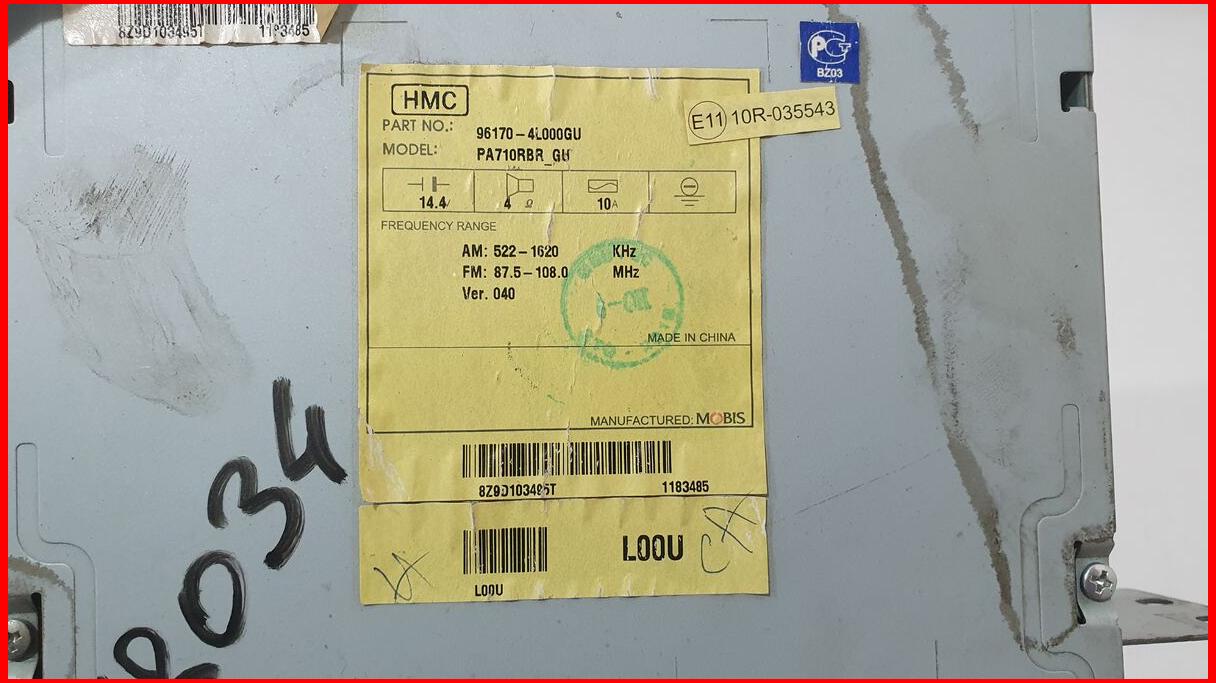 8Z9D103495T 1183485
PG
BZ03
HMC
PART NO.: 96170-4L000GU
MODEL: PA710RBR_GU
E11 10R-035543
14.4V 4 Ω 10A
FREQUENCY RANGE
AM: 522-1620 KHz
FM: 87.5-108.0 MHz
Ver. 040
MADE IN CHINA
MANUFACTURED: MOBIS
8Z9D103495T 1183485
L00U
L00U
8034